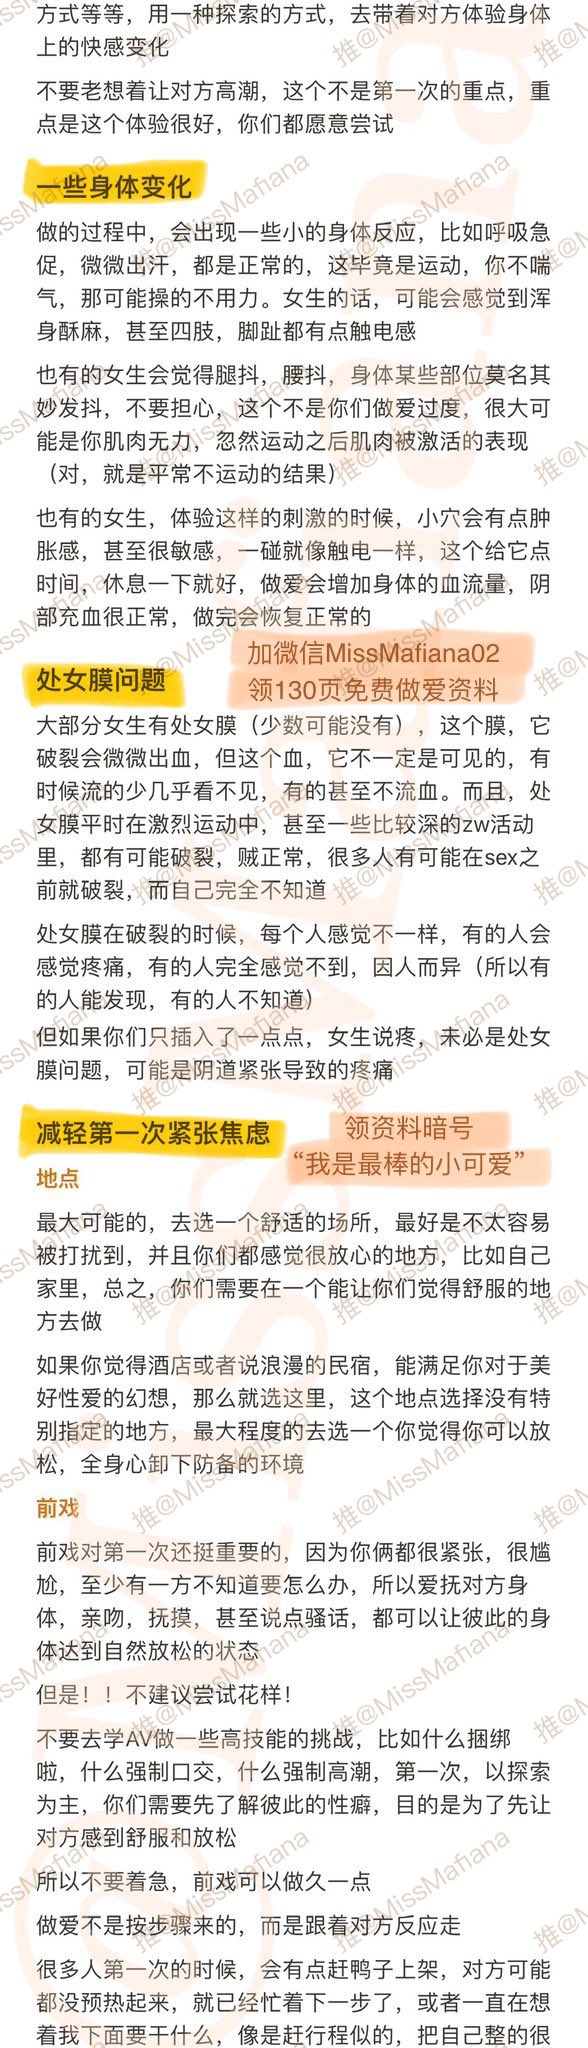 方式等等，用一种探索的方式，去带着对方体验身体
上的快感变化
不要老想着让对方高潮，这个不是第一次的重点，重
点是这个体验很好，你们都愿意尝试
一些身体变化
做的过程中，会出现一些小的身体反应，比如呼吸急
促，微微出汗，都是正常的，这毕竟是运动，你不喘
气，那可能操的不用力。女生的话，可能会感觉到浑
身酥麻，甚至四肢，脚趾都有点触电感
也有的女生会觉得腿抖，腰抖，身体某些部位莫名其
妙发抖，不要担心，这个不是你们做爱过度，很大可
能是你肌肉无力，忽然运动之后肌肉被激活的表现
（对，就是平常不运动的结果）
也有的女生，体验这样的刺激的时候，小穴会有点肿
胀感，甚至很敏感，一碰就像触电一样，这个给它点
时间，休息一下就好，做爱会增加身体的血流量，阴
部充血很正常，做完会恢复正常的
加微信MissMafiana02
领130页免费做爱资料
处女膜问题
大部分女生有处女膜（少数可能没有），这个膜，它
破裂会微微出血，但这个血，它不一定是可见的，有
时候流的少几乎看不见，有的甚至不流血。而且，处
女膜平时在激烈运动中，甚至一些比较深的zw活动
里，都有可能破裂，贼正常，很多人有可能在sex之
前就破裂，而自己完全不知道
处女膜在破裂的时候，每个人感觉不一样，有的人会
感觉疼痛，有的人完全感觉不到，因人而异（所以有
的人能发现，有的人不知道）
但如果你们只插入了一点点，女生说疼，未必是处女
膜问题，可能是阴道紧张导致的疼痛
减轻第一次紧张焦虑
领资料暗号
“我是最棒的小可爱”
地点
最大可能的，去选一个舒适的场所，最好是不太容易
被打扰到，并且你们都感觉很放心的地方，比如自己
家里，总之，你们需要在一个能让你们觉得舒服的地
方去做
如果你觉得酒店或者说浪漫的民宿，能满足你对于美
好性爱的幻想，那么就选这里，这个地点选择没有特
别指定的地方，最大程度的去选一个你觉得你可以放
松，全身心卸下防备的环境
前戏
前戏对第一次还挺重要的，因为你俩都很紧张，很尴
尬，至少有一方不知道要怎么办，所以爱抚对方身
体，亲吻，抚摸，甚至说点骚话，都可以让彼此的身
体达到自然放松的状态
但是！！不建议尝试花样！
不要去学AV做一些高技能的挑战，比如什么捆绑
啦，什么强制口交，什么强制高潮，第一次，以探索
为主，你们需要先了解彼此的性癖，目的是为了先让
对方感到舒服和放松
所以不要着急，前戏可以做久一点
做爱不是按步骤来的，而是跟着对方反应走
很多人第一次的时候，会有点赶鸭子上架，对方可能
都没预热起来，就已经忙着下一步了，或者一直在想
着我下面要干什么，像是赶行程似的，把自己整的很
推@MissMafiana
@MissMafiana